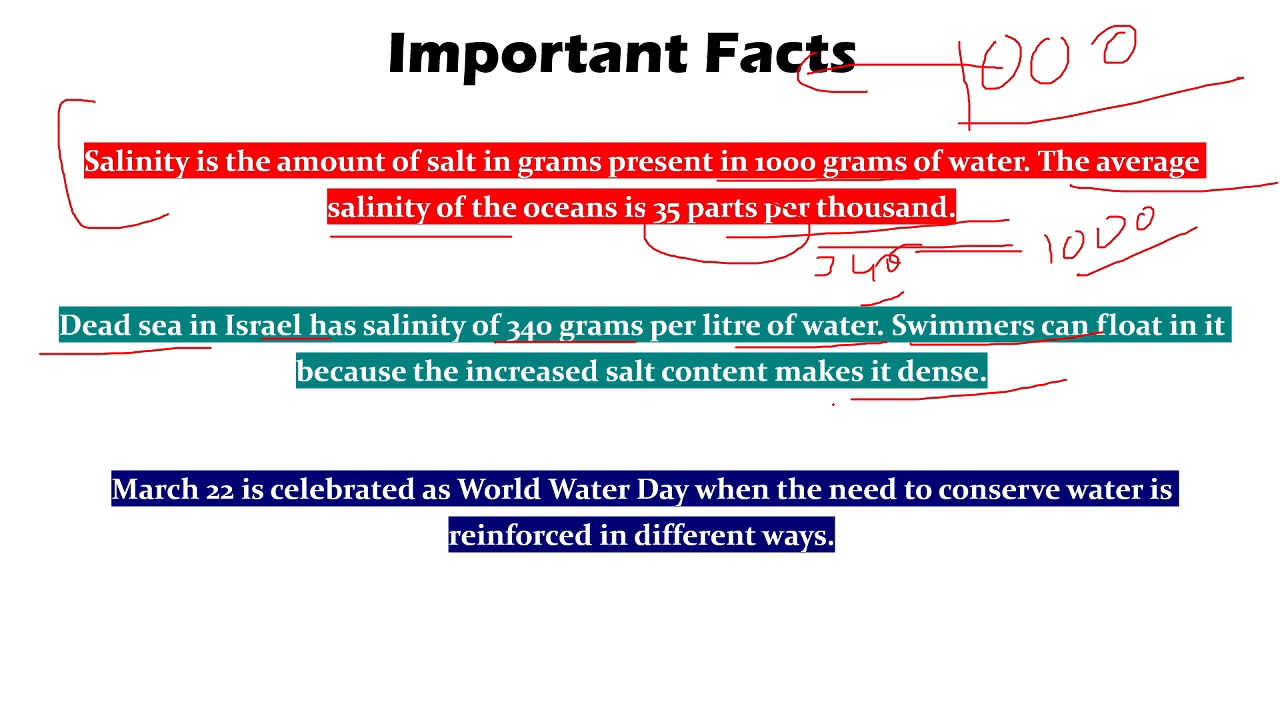 Important Facts
1000
Salinity is the amount of salt in grams present in 1000 grams of water. The average
salinity of the oceans is 35 parts per thousand.
340
1000
Dead sea in Israel has salinity of 340 grams per litre of water. Swimmers can float in it
because the increased salt content makes it dense.
March 22 is celebrated as World Water Day when the need to conserve water is
reinforced in different ways.